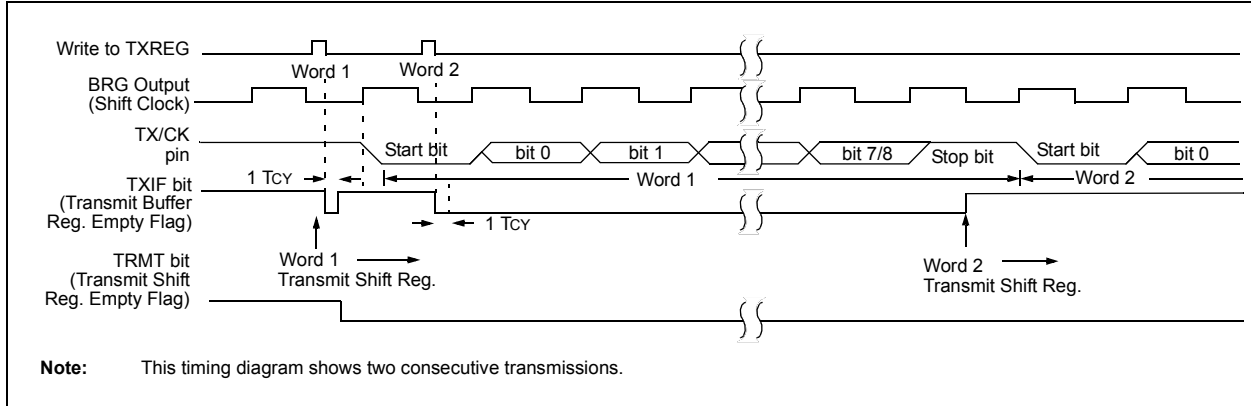 Write to TXREG
Word 1
Word 2
BRG Output
(Shift Clock)
TX/CK
pin
Start bit
bit 0
bit 1
bit 7/8
Stop bit
Start bit
bit 0
1 TCY
Word 1
Word 2
TXIF bit
(Transmit Buffer
Reg. Empty Flag)
1 TCY
Word 1
Transmit Shift Reg.
Word 2
Transmit Shift Reg.
TRMT bit
(Transmit Shift
Reg. Empty Flag)
Note: This timing diagram shows two consecutive transmissions.